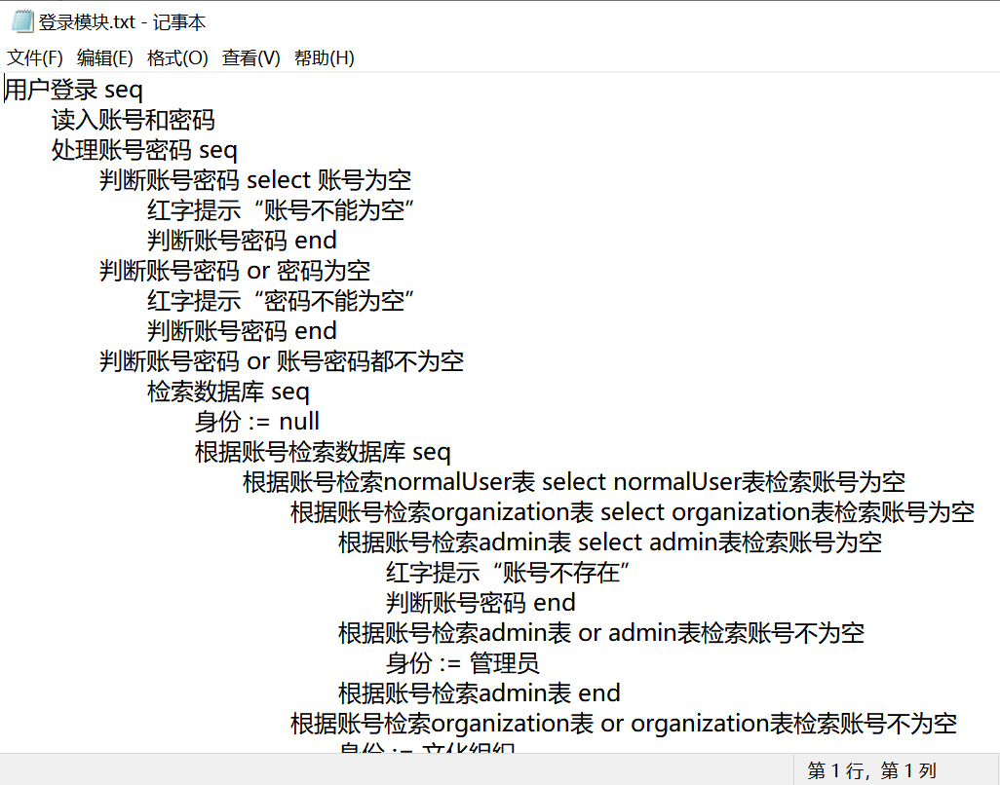 登录模块.txt - 记事本
文件(F) 编辑(E) 格式(O) 查看(V) 帮助(H)
用户登录 seq
读入账号和密码
处理账号密码 seq
判断账号密码 select 账号为空
红字提示“账号不能为空”
判断账号密码 end
判断账号密码 or 密码为空
红字提示“密码不能为空”
判断账号密码 end
判断账号密码 or 账号密码都不为空
检索数据库 seq
身份 := null
根据账号检索数据库 seq
根据账号检索normalUser表 select normalUser表检索账号为空
根据账号检索organization表 select organization表检索账号为空
根据账号检索admin表 select admin表检索账号为空
红字提示“账号不存在”
判断账号密码 end
根据账号检索admin表 or admin表检索账号不为空
身份 := 管理员
根据账号检索admin表 end
根据账号检索organization表 or organization表检索账号不为空
身份 := 文化组织
第 1 行，第 1 列